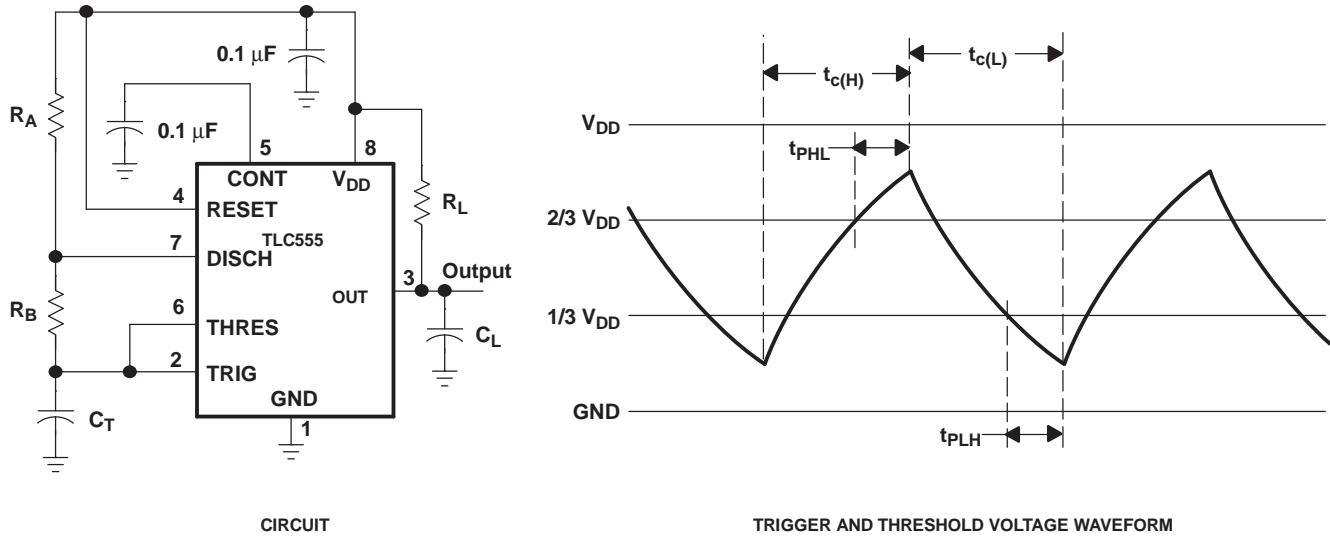 0.1 μF
0.1 μF
R_A
5
8
CONT
V_DD
4
RESET
R_L
TLC555
7
DISCH
3
Output
OUT
R_B
6
THRES
C_L
2
TRIG
GND
C_T
1
CIRCUIT
t_c(H)
t_c(L)
V_DD
t_PHL
2/3 V_DD
1/3 V_DD
GND
t_PLH
TRIGGER AND THRESHOLD VOLTAGE WAVEFORM